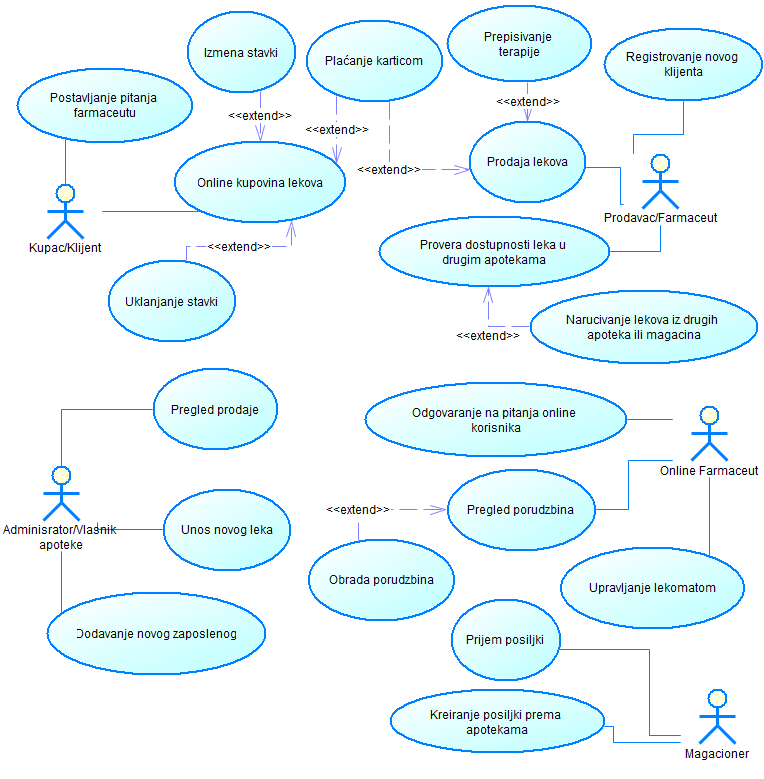 Izmena stavki
Plaćanje karticom
Prepisivanje
terapije
Registrovanje novog
klijenta
Postavljanje pitanja
farmaceutu
<<extend>>
<<extend>>
<<extend>>
<<extend>>
Online kupovina lekova
Prodaja lekova
Kupac/Klijent
Prodavac/Farmaceut
<<extend>>
Provera dostupnosti leka u
drugim apotekama
Uklanjanje stavki
<<extend>>
Narucivanje lekova iz drugih
apoteka ili magacina
Pregled prodaje
Odgovaranje na pitanja online
korisnika
Online Farmaceut
Adminisrator/Vlasnik
apoteke
Unos novog leka
<<extend>>
Pregled porudzbina
Obrada porudzbina
Upravljanje lekomatom
Dodavanje novog zaposlenog
Prijem posiljki
Kreiranje posiljki prema
apotekama
Magacioner